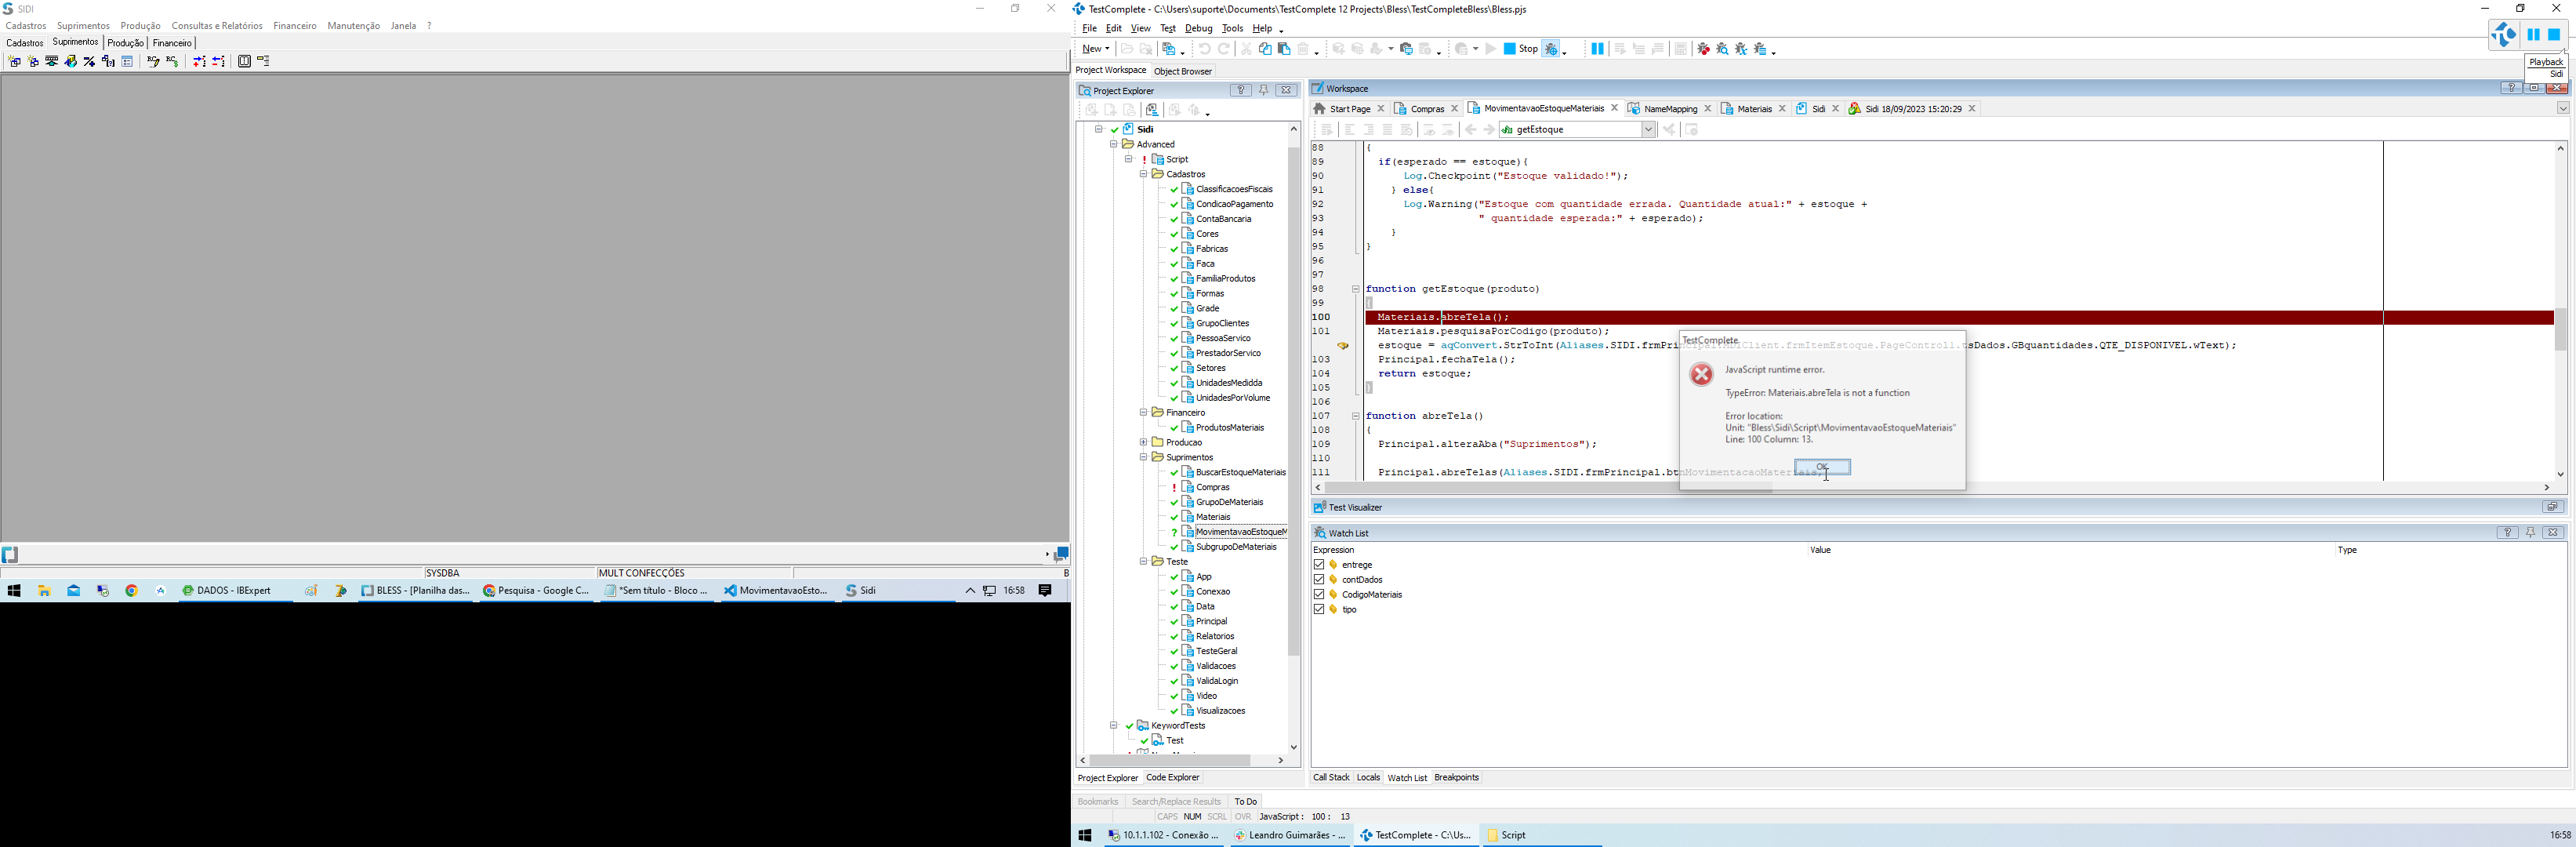 SIDI
Cadastros Suprimentos Produção Consultas e Relatórios Financeiro Manutenção Janela ?
Cadastros Suprimentos Produção Financeiro
SYSDBA MULT CONFECÇÕES B
DADOS - IBExpert BLESS - [Planilha das... Pesquisa - Google C... *Sem título - Bloco ... MovimentavaoEsto... Sidi 16:58
TestComplete - C:\Users\suporte\Documents\TestComplete 12 Projects\Bless\TestCompleteBless\Bless.pjs
File Edit View Test Debug Tools Help
New Stop
Playback
Sidi
Project Workspace Object Browser
Project Explorer
Sidi
Advanced
Script
Cadastros
ClassificacoesFiscais
CondicaoPagamento
ContaBancaria
Cores
Fabricas
Faca
FamiliaProdutos
Formas
Grade
GrupoClientes
PessoaServico
PrestadorServico
Setores
UnidadesMedidda
UnidadesPorVolume
Financeiro
ProdutosMateriais
Producao
Suprimentos
BuscarEstoqueMateriais
Compras
GrupoDeMateriais
Materiais
MovimentavaoEstoqueM
SubgrupoDeMateriais
Teste
App
Conexao
Data
Principal
Relatorios
TesteGeral
Validacoes
ValidaLogin
Video
Visualizacoes
KeywordTests
Test
Project Explorer Code Explorer
Workspace
Start Page Compras MovimentavaoEstoqueMateriais NameMapping Materiais Sidi Sidi 18/09/2023 15:20:29
getEstoque
88 {
89 if(esperado == estoque){
90 Log.Checkpoint("Estoque validado!");
91 } else{
92 Log.Warning("Estoque com quantidade errada. Quantidade atual:" + estoque +
93 " quantidade esperada:" + esperado);
94 }
95 }
96
97
98 function getEstoque(produto)
99 {
100 Materiais.abreTela();
101 Materiais.pesquisaPorCodigo(produto);
estoque = aqConvert.StrToInt(Aliases.SIDI.frmPrincipal.MDIClient.frmItemEstoque.PageControl1.tsDados.GBquantidades.QTE_DISPONIVEL.wText);
103 Principal.fechaTela();
104 return estoque;
105 }
106
107 function abreTela()
108 {
109 Principal.alteraAba("Suprimentos");
110
111 Principal.abreTelas(Aliases.SIDI.frmPrincipal.btnMovimentacaoMateriais,
TestComplete
JavaScript runtime error.
TypeError: Materiais.abreTela is not a function
Error location:
Unit: "Bless\Sidi\Script\MovimentavaoEstoqueMateriais"
Line: 100 Column: 13.
OK
Test Visualizer
Watch List
Expression Value Type
entrege
contDados
CodigoMateriais
tipo
Call Stack Locals Watch List Breakpoints
Bookmarks Search/Replace Results To Do
CAPS NUM SCRL OVR JavaScript : 100 : 13
10.1.1.102 - Conexão ... Leandro Guimarães - ... TestComplete - C:\Us... Script 16:58